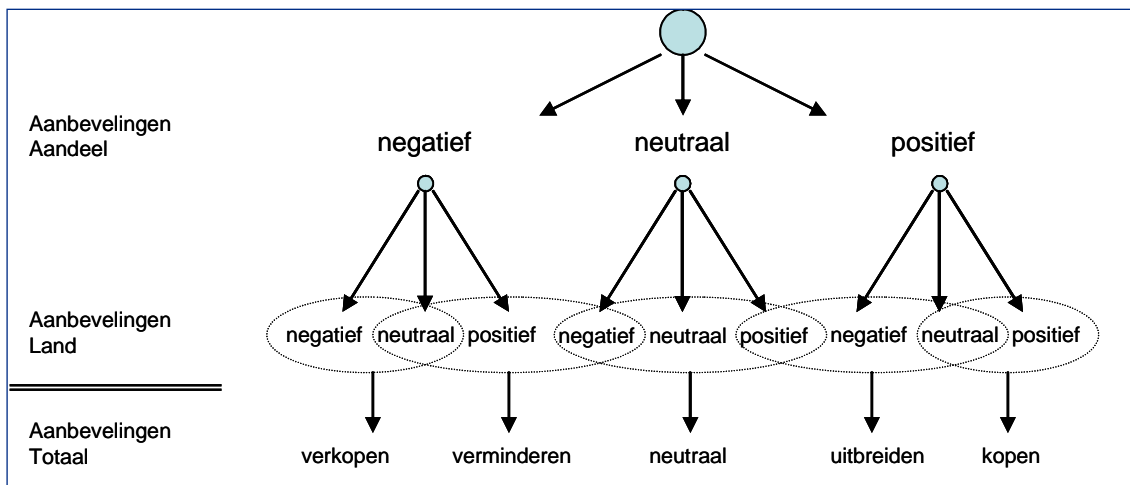 Aanbevelingen
Aandeel
negatief neutraal positief
Aanbevelingen
Land
negatief neutraal positief negatief neutraal positief negatief neutraal positief
Aanbevelingen
Totaal
verkopen verminderen neutraal uitbreiden kopen